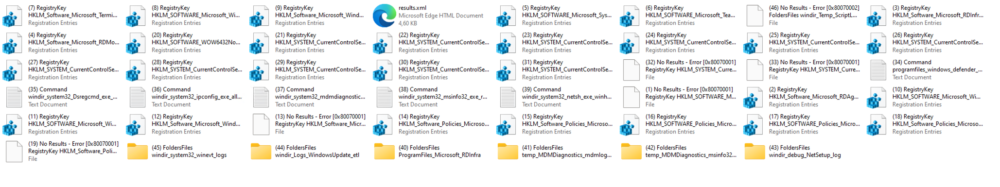 (7) RegistryKey
HKLM_Software_Microsoft_Termi...
Registration Entries
(8) RegistryKey
HKLM_SOFTWARE_Microsoft_Wi...
Registration Entries
(9) RegistryKey
HKLM_Software_Microsoft_Wind...
Registration Entries
results.xml
Microsoft Edge HTML Document
4,60 KB
(5) RegistryKey
HKLM_SOFTWARE_Microsoft_Sys...
Registration Entries
(6) RegistryKey
HKLM_SOFTWARE_Microsoft_Tea...
Registration Entries
(46) No Results - Error [0x80070002]
FoldersFiles windir_Temp_ScriptL...
File
(3) RegistryKey
HKLM_Software_Microsoft_RDInfr...
Registration Entries
(4) RegistryKey
HKLM_Software_Microsoft_RDMo...
Registration Entries
(20) RegistryKey
HKLM_SOFTWARE_WOW6432No...
Registration Entries
(21) RegistryKey
HKLM_SYSTEM_CurrentControlSe...
Registration Entries
(22) RegistryKey
HKLM_SYSTEM_CurrentControlSe...
Registration Entries
(23) RegistryKey
HKLM_SYSTEM_CurrentControlSe...
Registration Entries
(24) RegistryKey
HKLM_SYSTEM_CurrentControlSe...
Registration Entries
(25) RegistryKey
HKLM_SYSTEM_CurrentControlSe...
Registration Entries
(26) RegistryKey
HKLM_SYSTEM_CurrentControlSe...
Registration Entries
(27) RegistryKey
HKLM_SYSTEM_CurrentControlSe...
Registration Entries
(28) RegistryKey
HKLM_SYSTEM_CurrentControlSe...
Registration Entries
(29) RegistryKey
HKLM_SYSTEM_CurrentControlSe...
Registration Entries
(30) RegistryKey
HKLM_SYSTEM_CurrentControlSe...
Registration Entries
(31) RegistryKey
HKLM_SYSTEM_CurrentControlSe...
Registration Entries
(32) No Results - Error [0x80070001]
RegistryKey HKLM_SYSTEM_Curre...
File
(33) No Results - Error [0x80070001]
RegistryKey HKLM_SYSTEM_Curre...
File
(34) Command
programfiles_windows_defender_...
Text Document
(35) Command
windir_system32_Dsregcmd_exe_...
Text Document
(36) Command
windir_system32_ipconfig_exe_all...
Text Document
(37) Command
windir_system32_mdmdiagnostic...
Text Document
(38) Command
windir_system32_msinfo32_exe_r...
Text Document
(39) Command
windir_system32_netsh_exe_winh...
Text Document
(1) No Results - Error [0x80070001]
RegistryKey HKLM_SOFTWARE_M...
File
(2) RegistryKey
HKLM_Software_Microsoft_RDAg...
Registration Entries
(10) RegistryKey
HKLM_SOFTWARE_Microsoft_Wi...
Registration Entries
(11) RegistryKey
HKLM_SOFTWARE_Microsoft_Wi...
Registration Entries
(12) RegistryKey
HKLM_Software_Microsoft_Wind...
Registration Entries
(13) No Results - Error [0x80070001]
RegistryKey HKLM_Software_Micr...
File
(14) RegistryKey
HKLM_Software_Policies_Microso...
Registration Entries
(15) RegistryKey
HKLM_Software_Policies_Microso...
Registration Entries
(16) RegistryKey
HKLM_SOFTWARE_Policies_Micro...
Registration Entries
(17) RegistryKey
HKLM_SOFTWARE_Policies_Micro...
Registration Entries
(18) RegistryKey
HKLM_Software_Policies_Microso...
Registration Entries
(19) No Results - Error [0x80070001]
RegistryKey HKLM_Software_Poli...
File
(45) FoldersFiles
windir_system32_winevt_logs
(44) FoldersFiles
windir_Logs_WindowsUpdate_etl
(40) FoldersFiles
ProgramFiles_Microsoft_RDInfra
(41) FoldersFiles
temp_MDMDiagnostics_mdmlog...
(42) FoldersFiles
temp_MDMDiagnostics_msinfo32...
(43) FoldersFiles
windir_debug_NetSetup_log